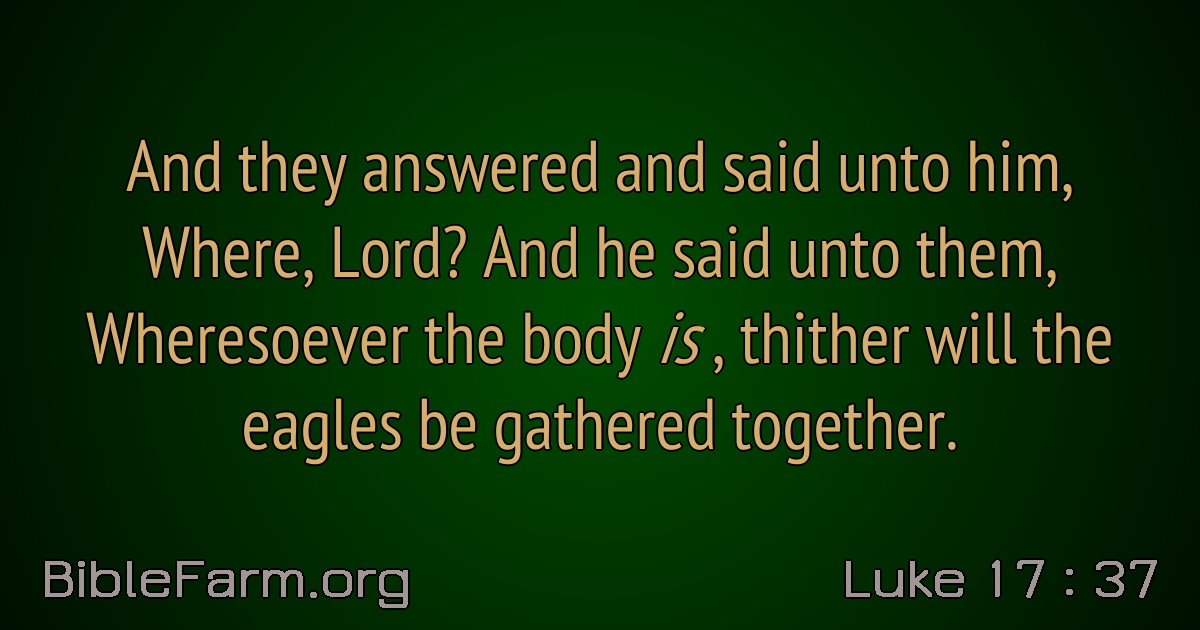 And they answered and said unto him,
Where, Lord? And he said unto them,
Wheresoever the body is , thither will the
eagles be gathered together.
BibleFarm.org
Luke 17 : 37